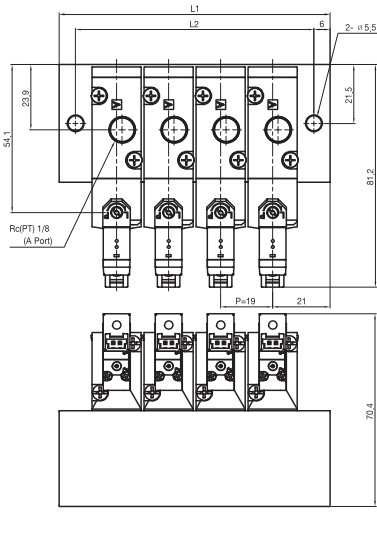 L1
L2
6
2- ø 5,5
23,9
54,1
21,5
81,2
A
A
A
A
Rc(PT) 1/8
(A Port)
P=19
21
70,4